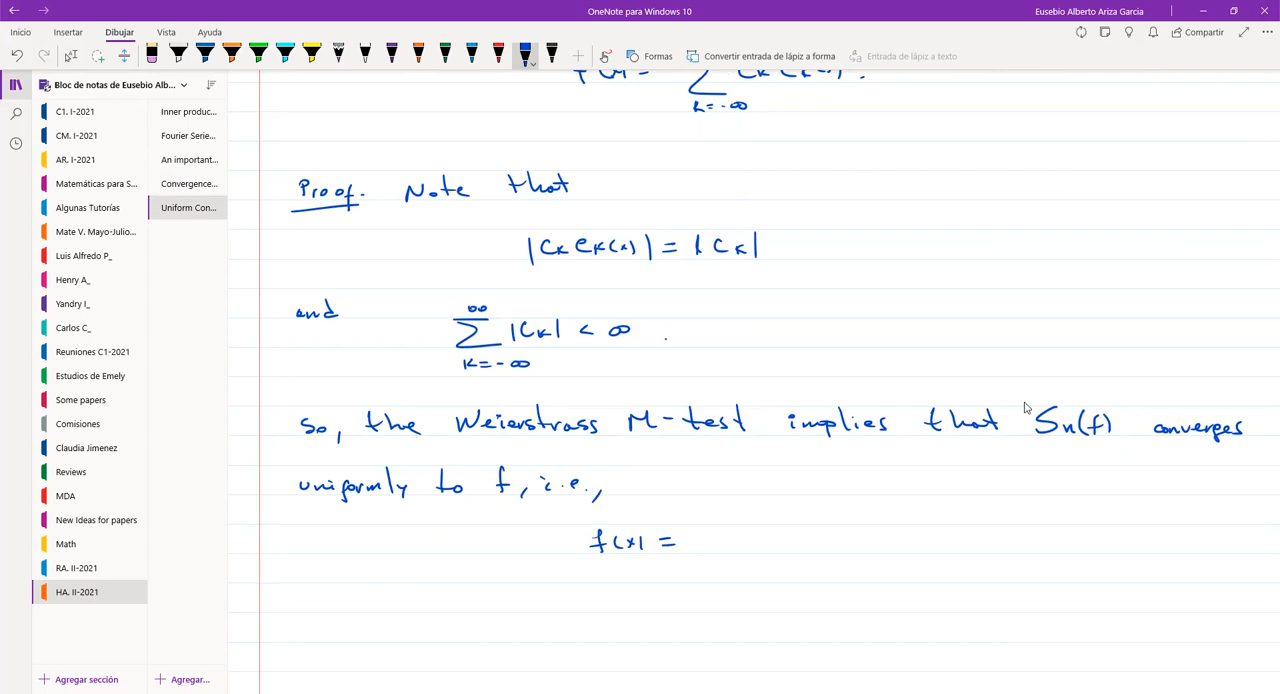 OneNote para Windows 10
Eusebio Alberto Ariza Garcia
Inicio Insertar Dibujar Vista Ayuda
Compartir
Formas
Convertir entrada de lápiz a forma
Entrada de lápiz a texto
Bloc de notas de Eusebio Alb...
C1. I-2021
CM. I-2021
AR. I-2021
Matemáticas para S...
Algunas Tutorías
Mate V. Mayo-Julio...
Luis Alfredo P_
Henry A_
Yandry I_
Carlos C_
Reuniones C1-2021
Estudios de Emely
Some papers
Comisiones
Claudia Jimenez
Reviews
MDA
New Ideas for papers
Math
RA. II-2021
HA. II-2021
Agregar sección
Inner produc...
Fourier Serie...
An important...
Convergence...
Uniform Con...
Agregar...
k=-∞
Proof. Note that
|Ck ek(x)| = |Ck|
and ∑_{k=-∞}^{∞} |Ck| < ∞ .
So, the Weierstrass M-test implies that Sn(f) converges
uniformly to f, i.e.,
f(x) =